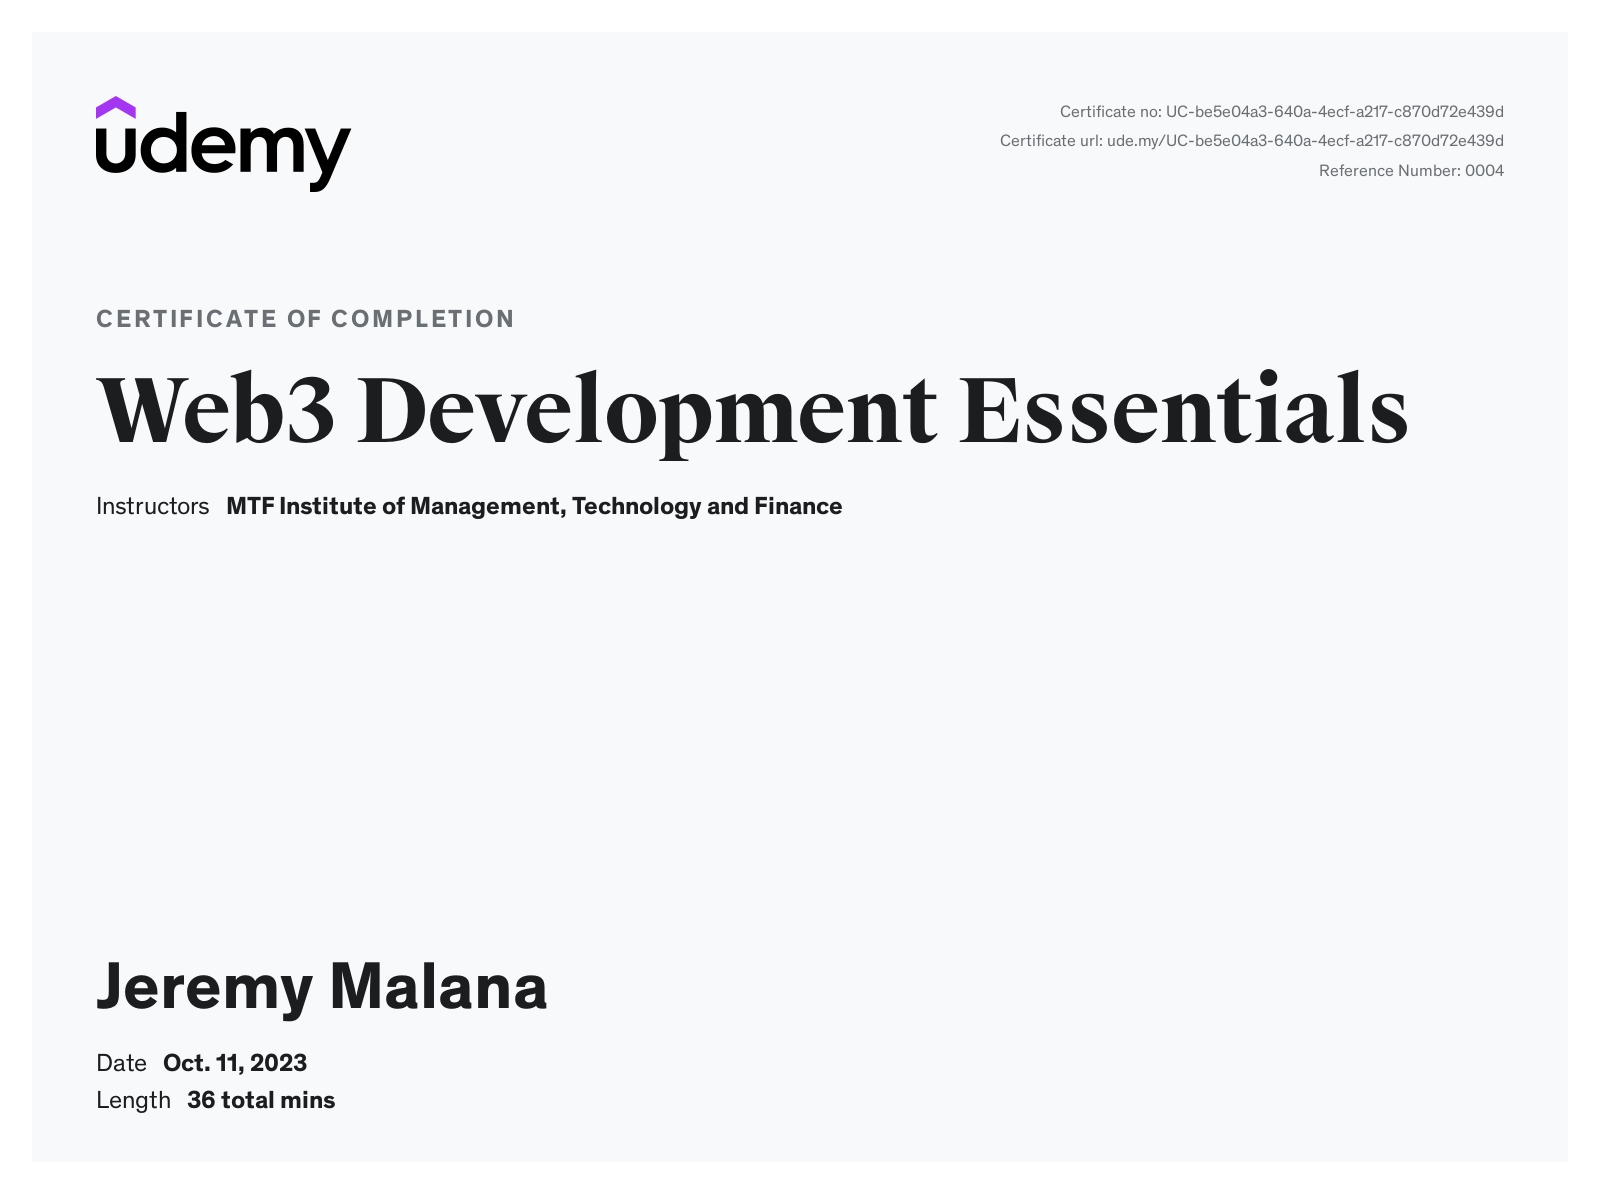 udemy
Certificate no: UC-be5e04a3-640a-4ecf-a217-c870d72e439d
Certificate url: ude.my/UC-be5e04a3-640a-4ecf-a217-c870d72e439d
Reference Number: 0004
CERTIFICATE OF COMPLETION
Web3 Development Essentials
Instructors MTF Institute of Management, Technology and Finance
Jeremy Malana
Date Oct. 11, 2023
Length 36 total mins